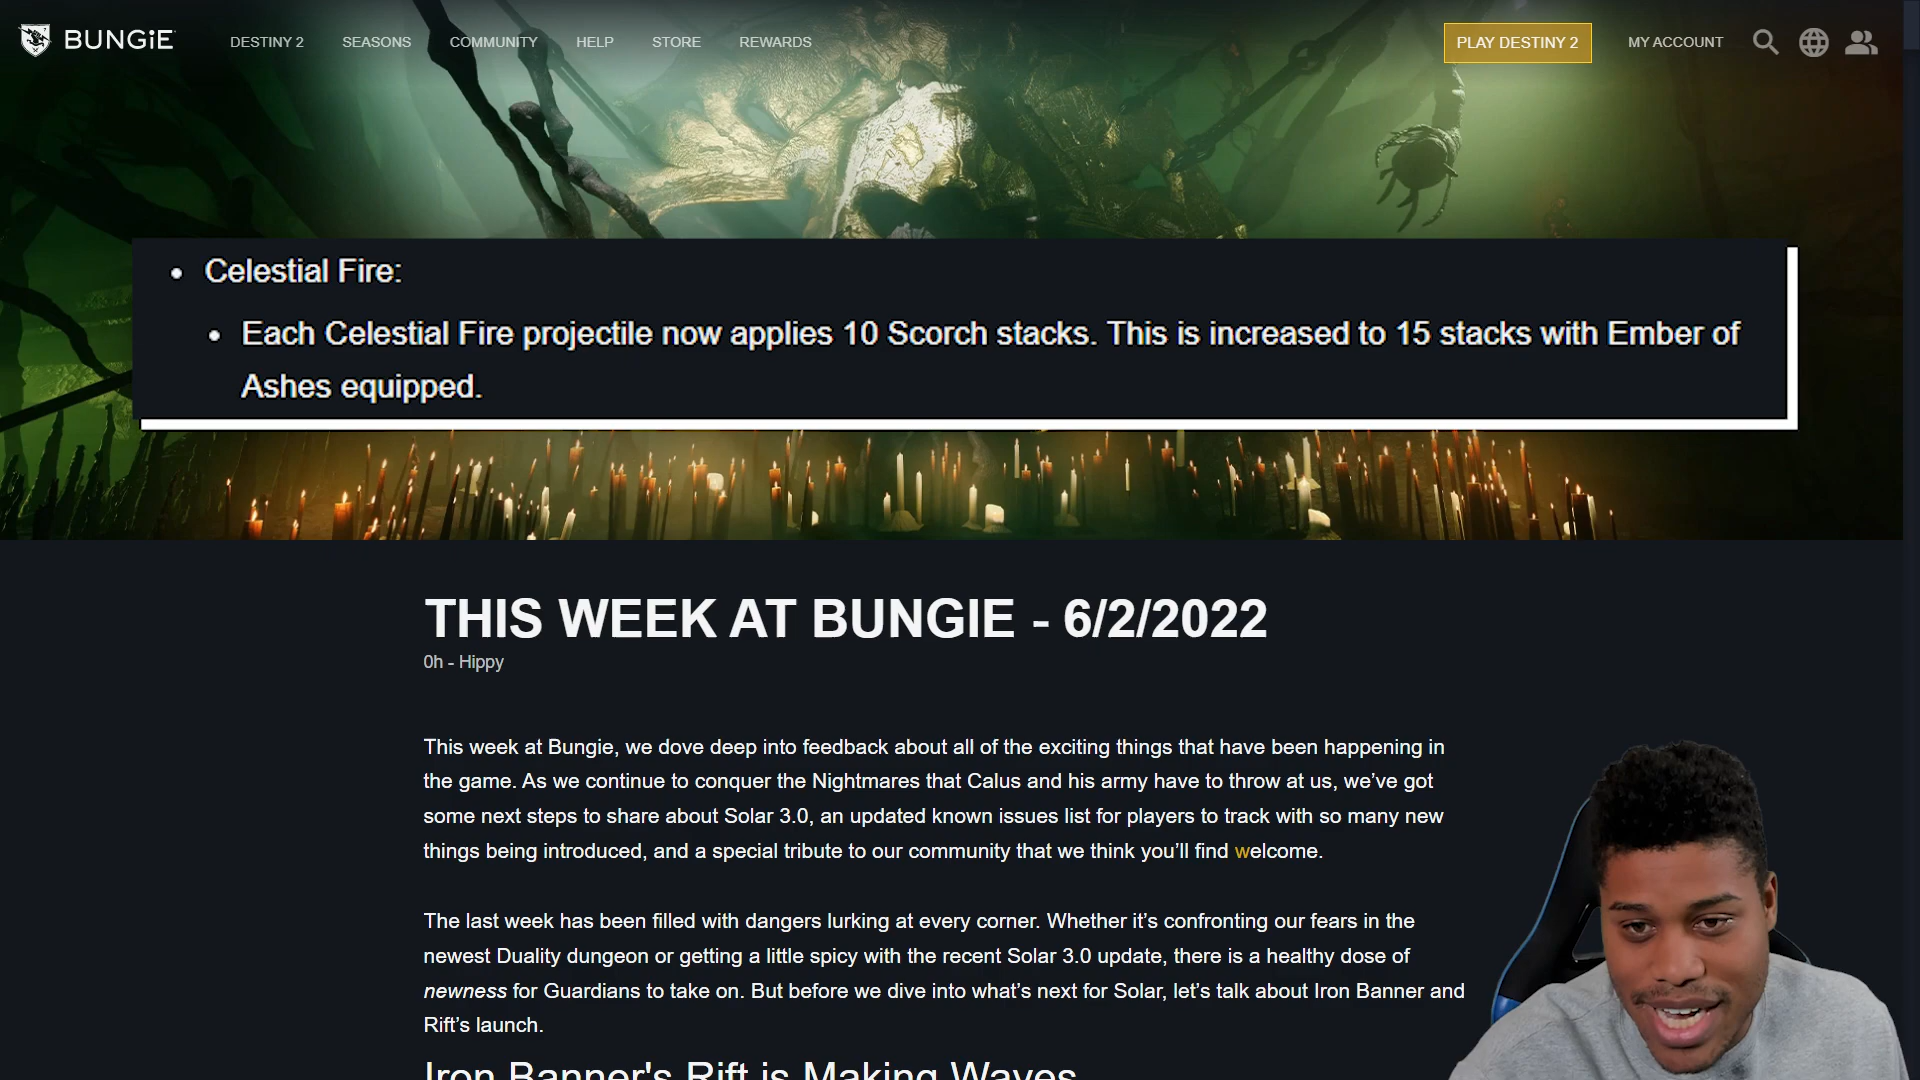 BUNGiE
DESTINY 2 SEASONS COMMUNITY HELP STORE REWARDS PLAY DESTINY 2 MY ACCOUNT
• Celestial Fire:
• Each Celestial Fire projectile now applies 10 Scorch stacks. This is increased to 15 stacks with Ember of
Ashes equipped.
THIS WEEK AT BUNGIE - 6/2/2022
0h - Hippy
This week at Bungie, we dove deep into feedback about all of the exciting things that have been happening in
the game. As we continue to conquer the Nightmares that Calus and his army have to throw at us, we’ve got
some next steps to share about Solar 3.0, an updated known issues list for players to track with so many new
things being introduced, and a special tribute to our community that we think you’ll find welcome.
The last week has been filled with dangers lurking at every corner. Whether it’s confronting our fears in the
newest Duality dungeon or getting a little spicy with the recent Solar 3.0 update, there is a healthy dose of
newness for Guardians to take on. But before we dive into what’s next for Solar, let’s talk about Iron Banner and
Rift’s launch.
Iron Banner's Rift is Making Waves